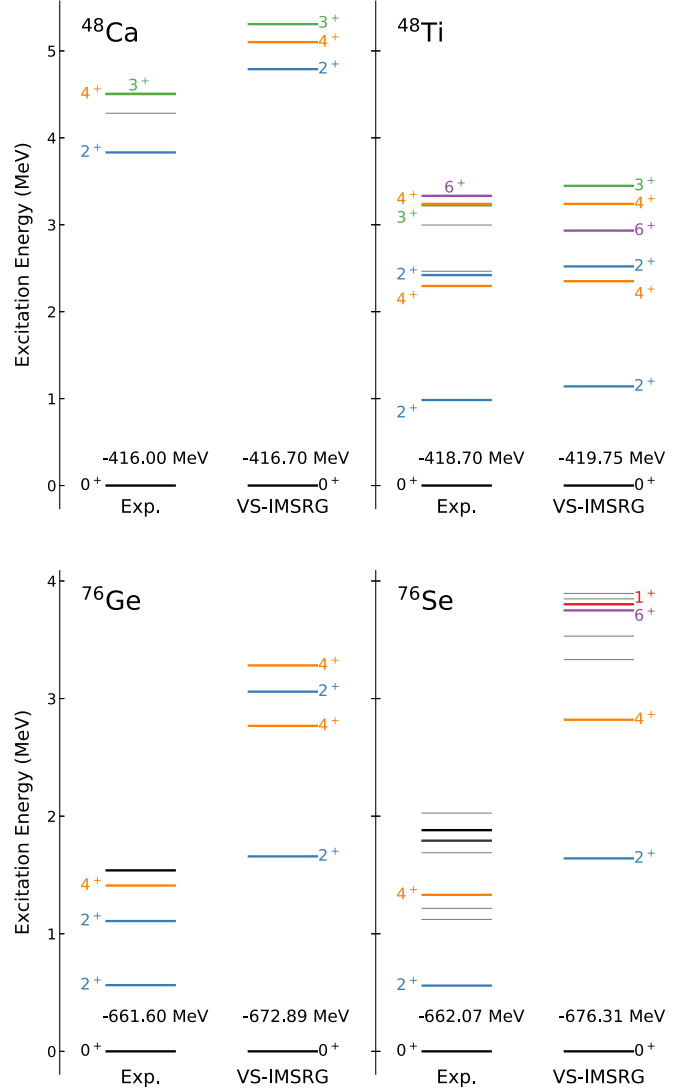 ⁴⁸Ca
⁴⁸Ti
Excitation Energy (MeV)
5
4
3
2
1
0
4⁺
3⁺
2⁺
0⁺
-416.00 MeV
Exp.
3⁺
4⁺
2⁺
-416.70 MeV
0⁺
VS-IMSRG
6⁺
4⁺
3⁺
2⁺
4⁺
2⁺
-418.70 MeV
0⁺
Exp.
3⁺
4⁺
6⁺
2⁺
4⁺
2⁺
-419.75 MeV
0⁺
VS-IMSRG
⁷⁶Ge
⁷⁶Se
Excitation Energy (MeV)
4
3
2
1
0
4⁺
2⁺
2⁺
-661.60 MeV
0⁺
Exp.
4⁺
2⁺
4⁺
2⁺
-672.89 MeV
0⁺
VS-IMSRG
4⁺
2⁺
-662.07 MeV
0⁺
Exp.
1⁺
6⁺
4⁺
2⁺
-676.31 MeV
0⁺
VS-IMSRG